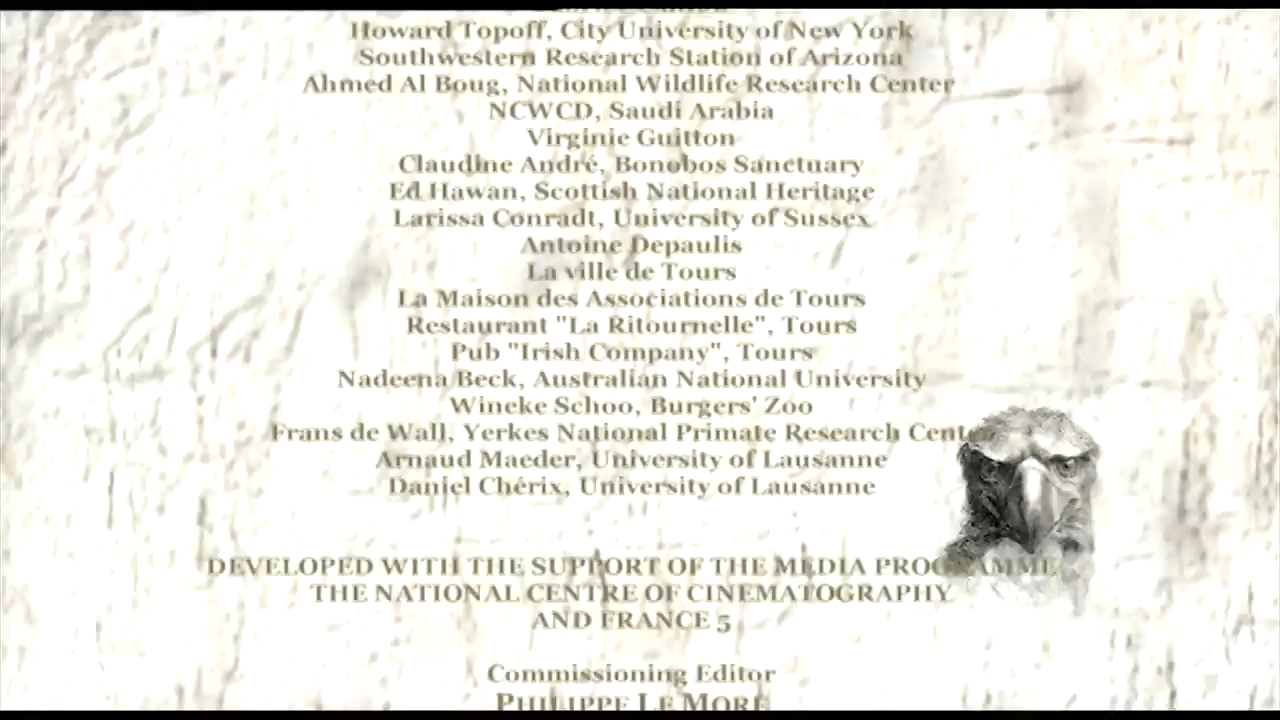 Howard Topoff, City University of New York
Southwestern Research Station of Arizona
Ahmed Al Boug, National Wildlife Research Center
NCWCD, Saudi Arabia
Virginie Guitton
Claudine André, Bonobos Sanctuary
Ed Hawan, Scottish National Heritage
Larissa Conradt, University of Sussex
Antoine Depaulis
La ville de Tours
La Maison des Associations de Tours
Restaurant "La Ritournelle", Tours
Pub "Irish Company", Tours
Nadeena Beck, Australian National University
Wineke Schoo, Burgers' Zoo
Frans de Wall, Yerkes National Primate Research Center
Arnaud Maeder, University of Lausanne
Daniel Chérix, University of Lausanne
DEVELOPED WITH THE SUPPORT OF THE MEDIA PROGRAMME
THE NATIONAL CENTRE OF CINEMATOGRAPHY
AND FRANCE 5
Commissioning Editor
PHILIPPE LE MORE